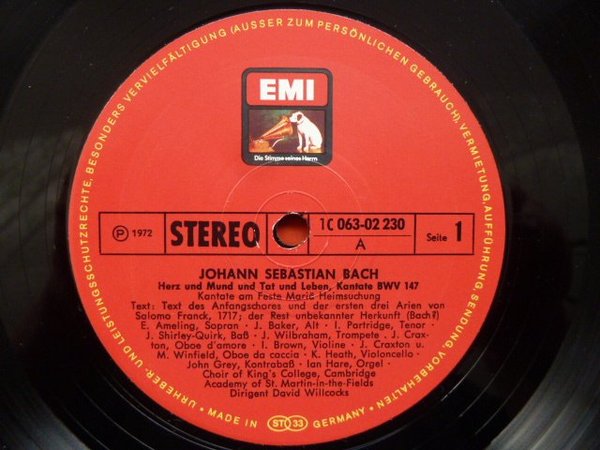 URHEBER- UND LEISTUNGSSCHUTZRECHTE, BESONDERS VERVIELFÄLTIGUNG (AUSSER ZUM PERSÖNLICHEN GEBRAUCH), VERMIETUNG, AUFFÜHRUNG, SENDUNG VORBEHALTEN
EMI
Die Stimme seines Herrn
P 1972
STEREO
1C 063-02 230
A
Seite 1
JOHANN SEBASTIAN BACH
Herz und Mund und Tat und Leben, Kantate BWV 147
Kantate am Feste Mariä Heimsuchung
Text: Text des Anfangschores und der ersten drei Arien von
Salomo Franck, 1717; der Rest unbekannter Herkunft (Bach?)
E. Ameling, Sopran · J. Baker, Alt · I. Partridge, Tenor ·
J. Shirley-Quirk, Baß · J. Wilbraham, Trompete · J. Crax-
ton, Oboe d'amore · I. Brown, Violine · J. Craxton u.
M. Winfield, Oboe da caccia · K. Heath, Violoncello ·
John Grey, Kontrabaß · Ian Hare, Orgel ·
Choir of King's College, Cambridge
Academy of St. Martin-in-the-Fields
Dirigent David Willcocks
MADE IN GERMANY
ST 33